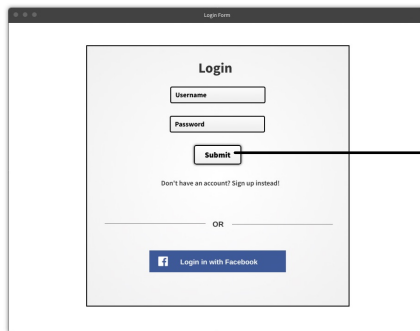 Login Form
Login
Username
Password
Submit
Don't have an account? Sign up instead!
OR
Login in with Facebook